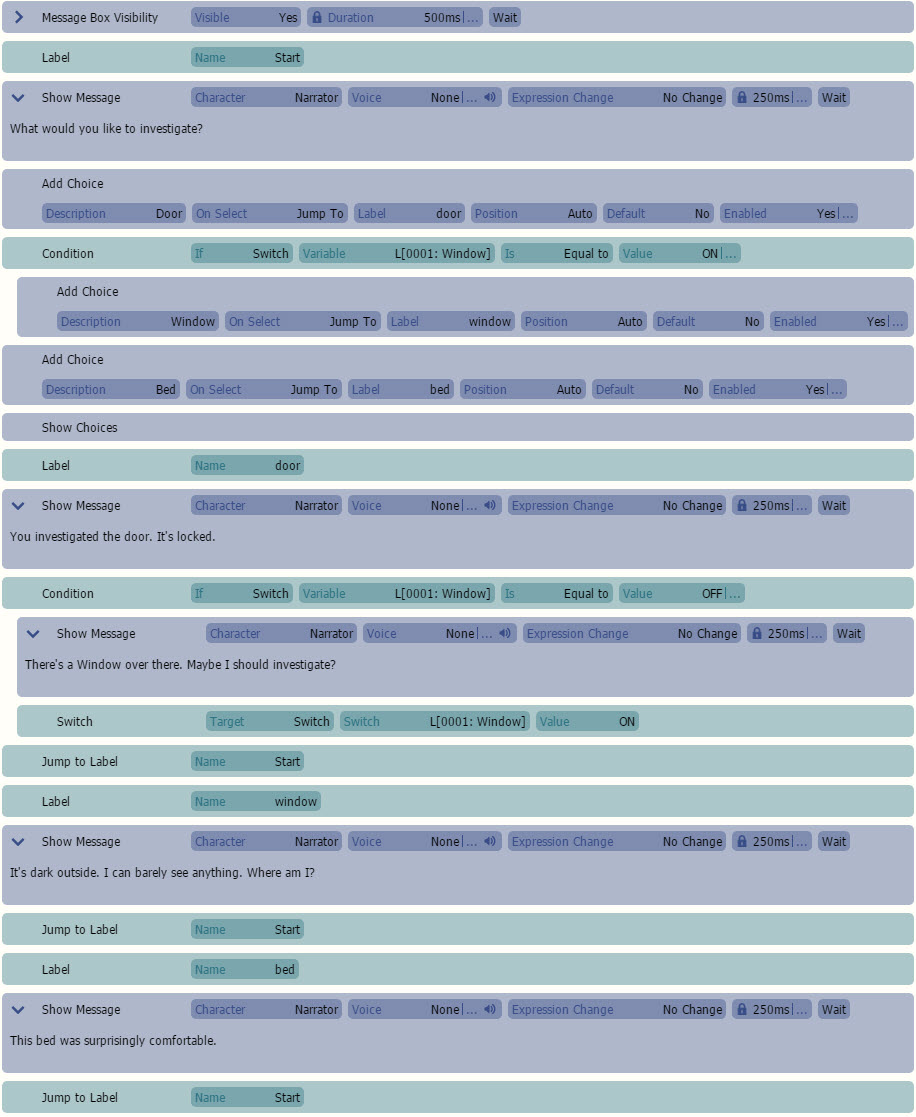 Message Box Visibility Visible Yes Duration 500ms|... Wait
Label Name Start
Show Message Character Narrator Voice None|... Expression Change No Change 250ms|... Wait
What would you like to investigate?
Add Choice
Description Door On Select Jump To Label door Position Auto Default No Enabled Yes|...
Condition If Switch Variable L[0001: Window] Is Equal to Value ON|...
Add Choice
Description Window On Select Jump To Label window Position Auto Default No Enabled Yes|...
Add Choice
Description Bed On Select Jump To Label bed Position Auto Default No Enabled Yes|...
Show Choices
Label Name door
Show Message Character Narrator Voice None|... Expression Change No Change 250ms|... Wait
You investigated the door. It's locked.
Condition If Switch Variable L[0001: Window] Is Equal to Value OFF|...
Show Message Character Narrator Voice None|... Expression Change No Change 250ms|... Wait
There's a Window over there. Maybe I should investigate?
Switch Target Switch Switch L[0001: Window] Value ON
Jump to Label Name Start
Label Name window
Show Message Character Narrator Voice None|... Expression Change No Change 250ms|... Wait
It's dark outside. I can barely see anything. Where am I?
Jump to Label Name Start
Label Name bed
Show Message Character Narrator Voice None|... Expression Change No Change 250ms|... Wait
This bed was surprisingly comfortable.
Jump to Label Name Start